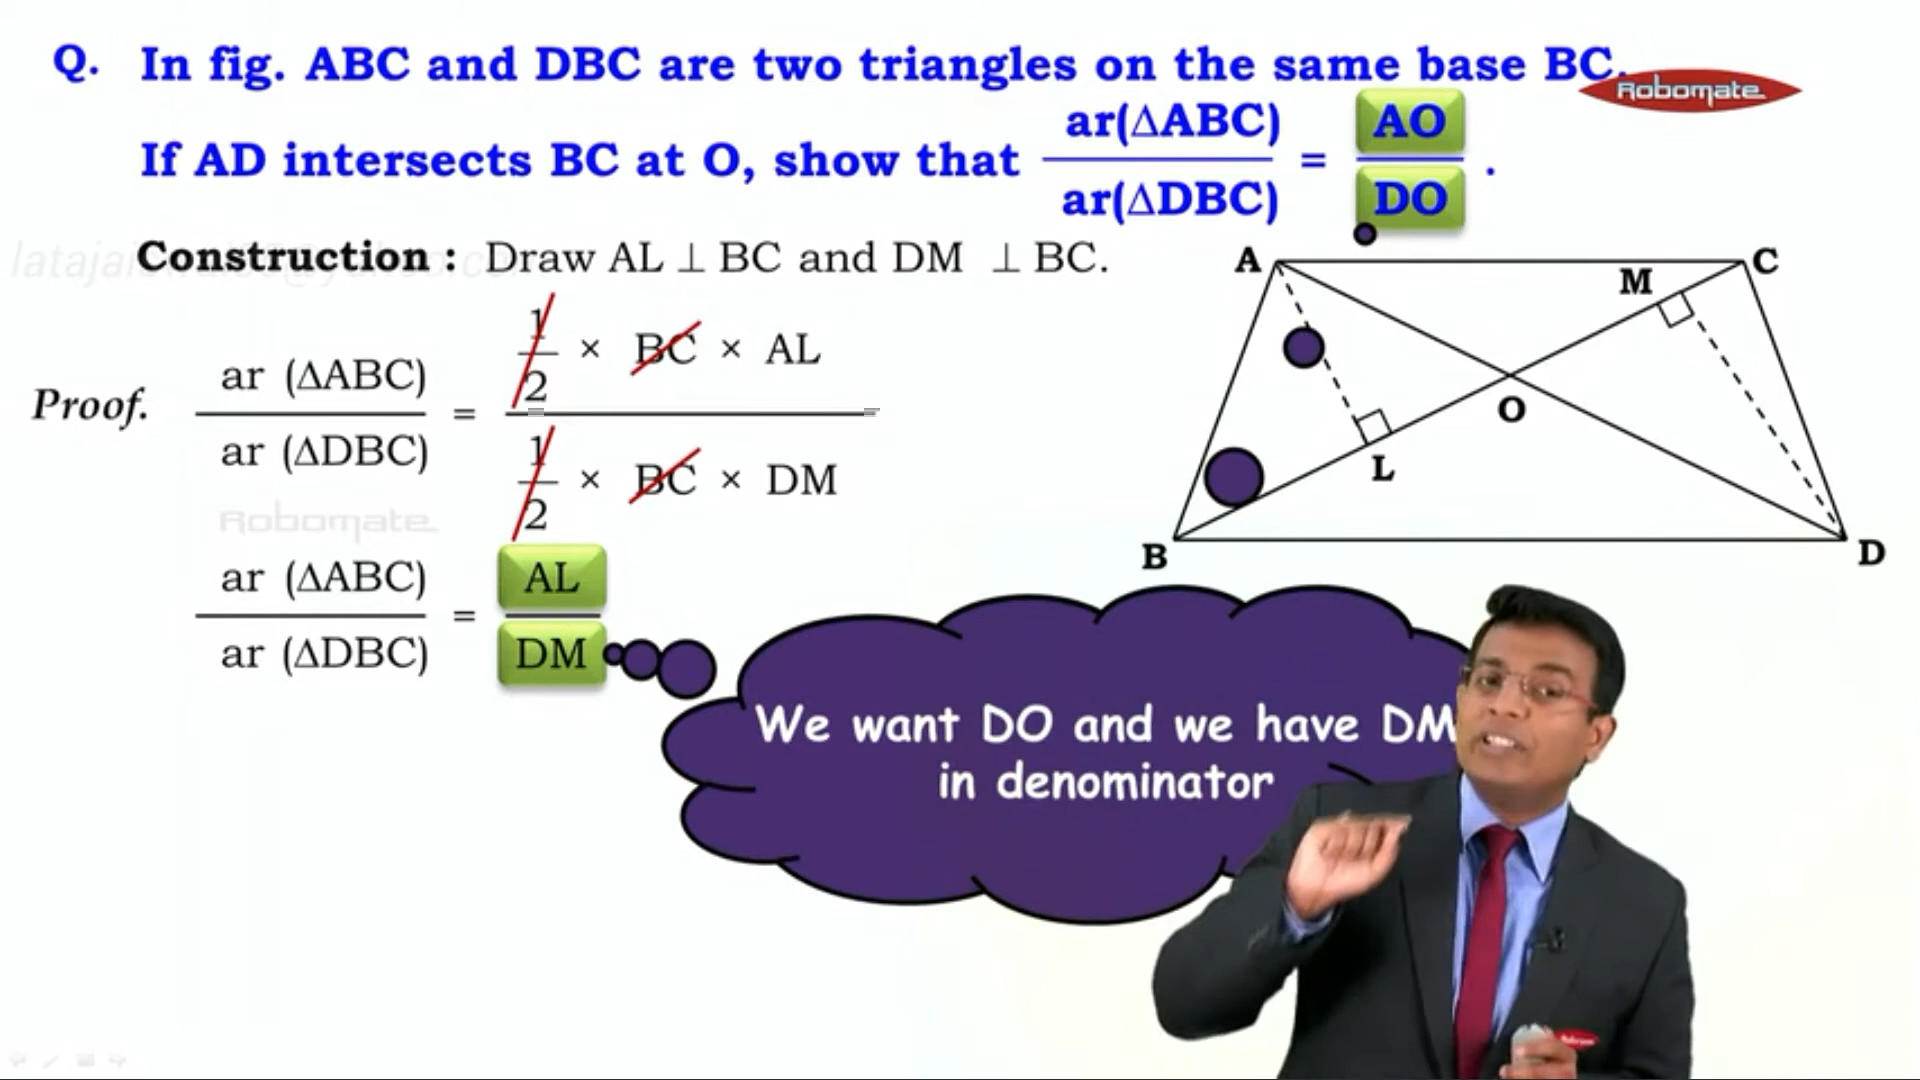 Q. In fig. ABC and DBC are two triangles on the same base BC.
Robomate
If AD intersects BC at O, show that ar(ΔABC) / ar(ΔDBC) = AO / DO .
Construction : Draw AL ⊥ BC and DM ⊥ BC.
Proof. ar (ΔABC) / ar (ΔDBC) = 1/2 × BC × AL / 1/2 × BC × DM
Robomate
ar (ΔABC) / ar (ΔDBC) = AL / DM
A
M
C
O
L
B
D
We want DO and we have DM
in denominator